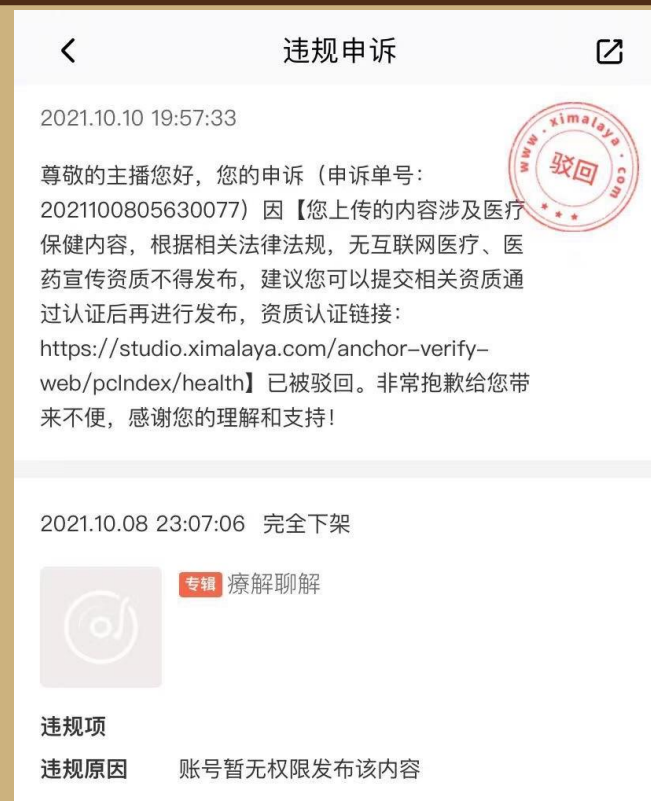 违规申诉
2021.10.10 19:57:33
www.ximalaya.com
驳回
尊敬的主播您好，您的申诉（申诉单号：
2021100805630077）因【您上传的内容涉及医疗
保健内容，根据相关法律法规，无互联网医疗、医
药宣传资质不得发布，建议您可以提交相关资质通
过认证后再进行发布，资质认证链接：
https://studio.ximalaya.com/anchor-verify-
web/pcIndex/health】已被驳回。非常抱歉给您带
来不便，感谢您的理解和支持！
2021.10.08 23:07:06 完全下架
专辑 療解聊解
违规项
违规原因 账号暂无权限发布该内容